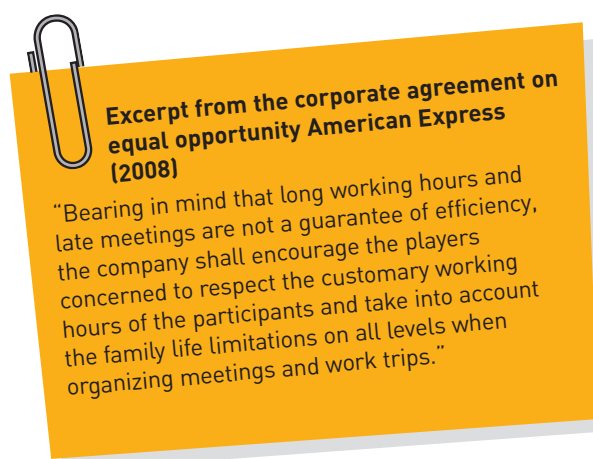 Excerpt from the corporate agreement on
equal opportunity American Express
(2008)
“Bearing in mind that long working hours and
late meetings are not a guarantee of efficiency,
the company shall encourage the players
concerned to respect the customary working
hours of the participants and take into account
the family life limitations on all levels when
organizing meetings and work trips.”